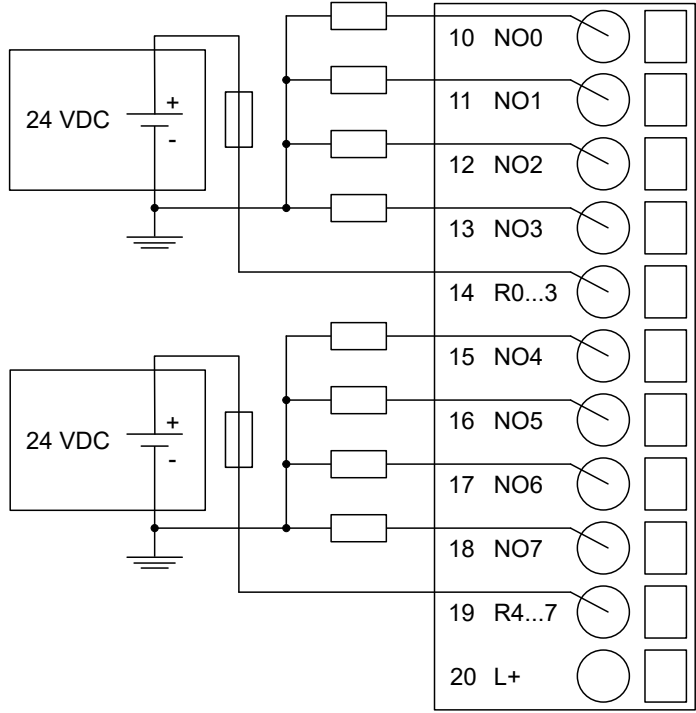 10 NO0
11 NO1
24 VDC
+
-
12 NO2
13 NO3
14 R0...3
15 NO4
16 NO5
24 VDC
+
-
17 NO6
18 NO7
19 R4...7
20 L+